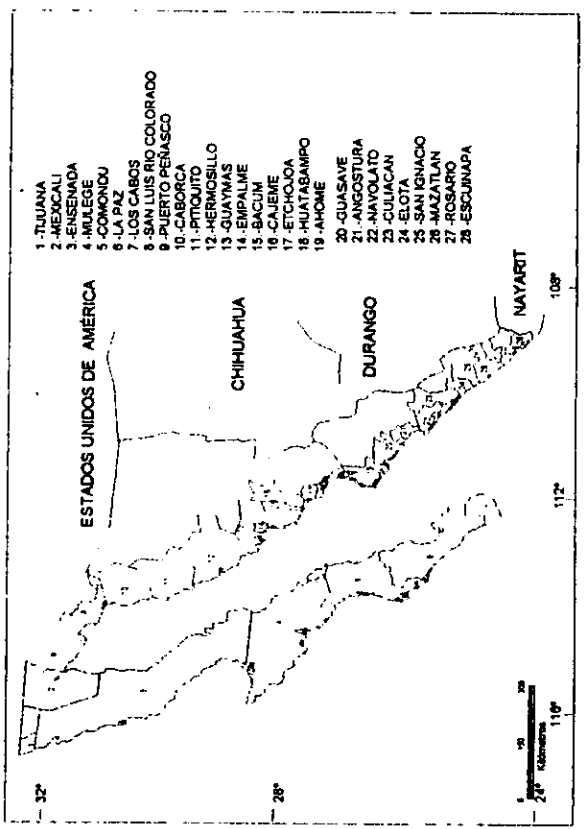 1.-TIJUANA
2.-MEXICALI
3.-ENSENADA
4.-MULEGE
5.-COMONDU
6.-LA PAZ
7.-LOS CABOS
8.-SAN LUIS RIO COLORADO
9.-PUERTO PEÑASCO
10.-CABORCA
11.-PITIQUITO
12.-HERMOSILLO
13.-GUAYMAS
14.-EMPALME
15.-BACUM
16.-CAJEME
17.-ETCHOJOA
18.-HUATABAMPO
19.-AHOME
20.-GUASAVE
21.-ANGOSTURA
22.-NAVOLATO
23.-CULIACAN
24.-ELOTA
25.-SAN IGNACIO
26.-MAZATLAN
27.-ROSARIO
28.-ESCUINAPA
ESTADOS UNIDOS DE AMÉRICA
CHIHUAHUA
DURANGO
NAYARIT
32°
28°
24°
116°
112°
108°
Kilómetros